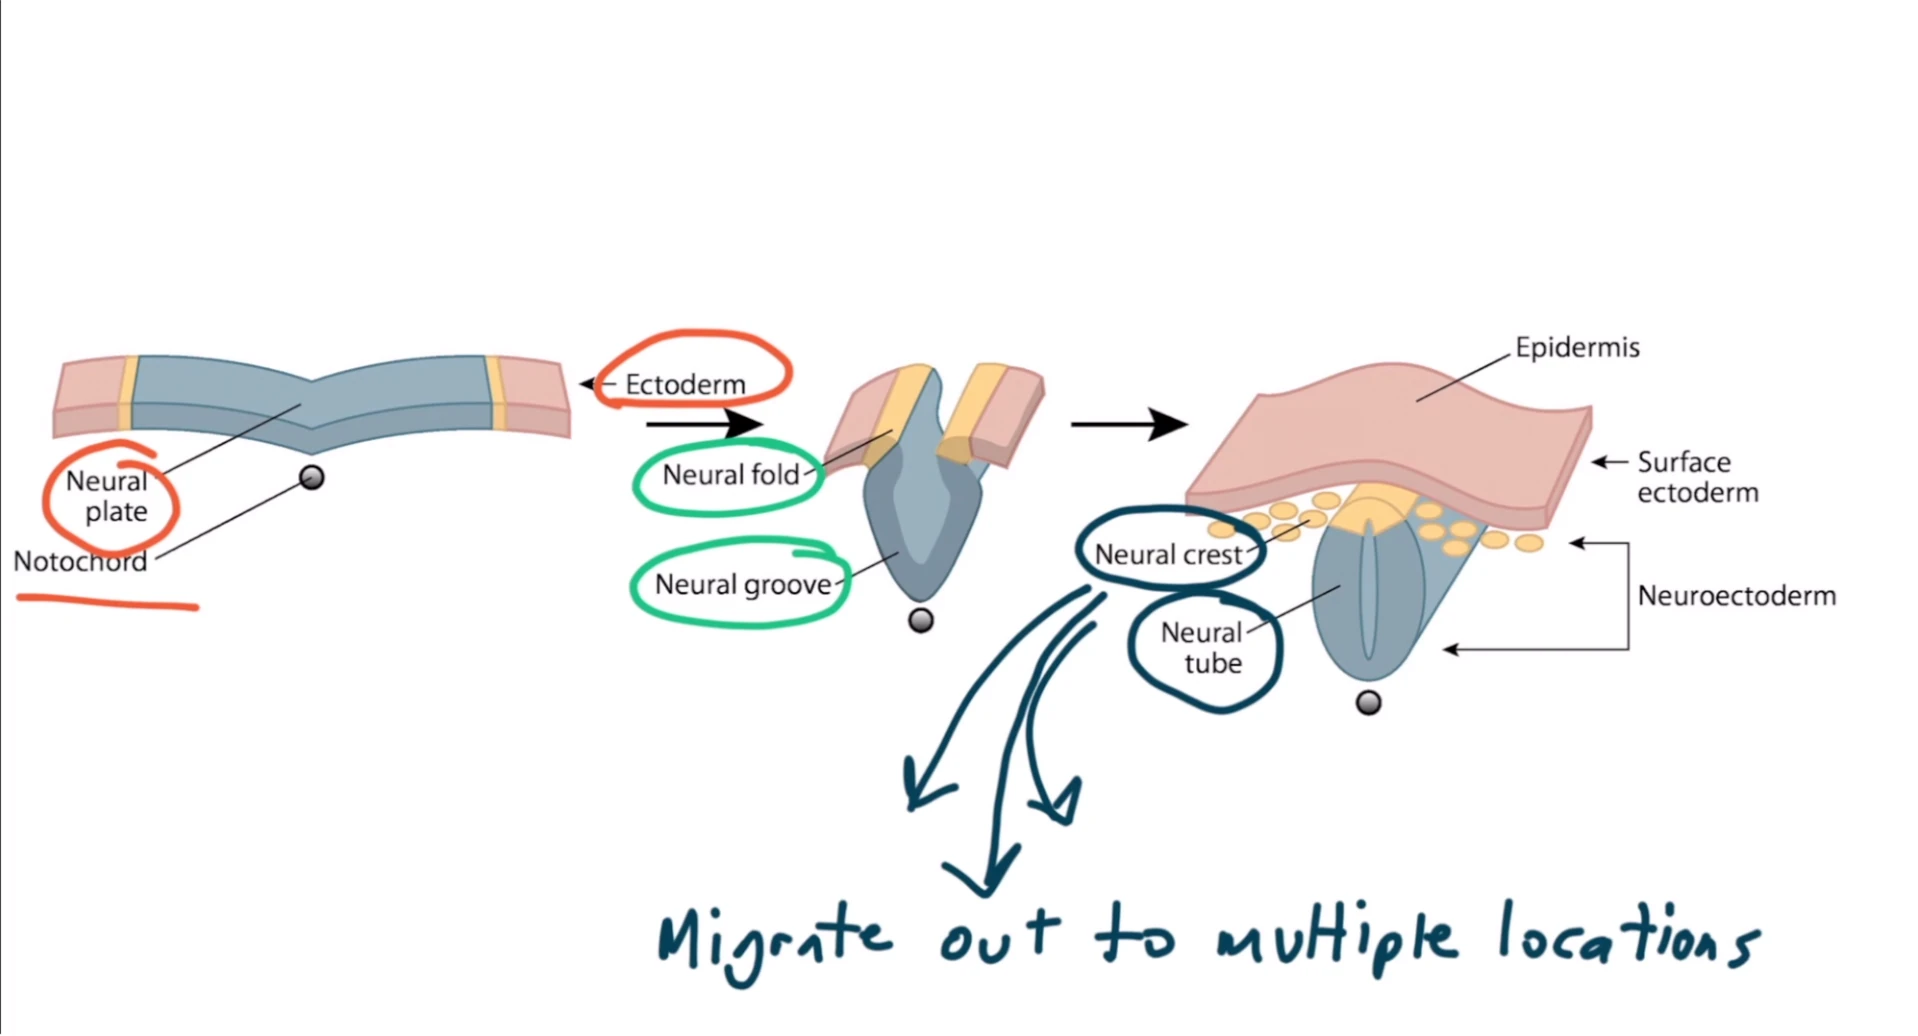 Neural
plate
Notochord
Ectoderm
Neural fold
Neural groove
Epidermis
Surface
ectoderm
Neural crest
Neural
tube
Neuroectoderm
Migrate out to multiple locations